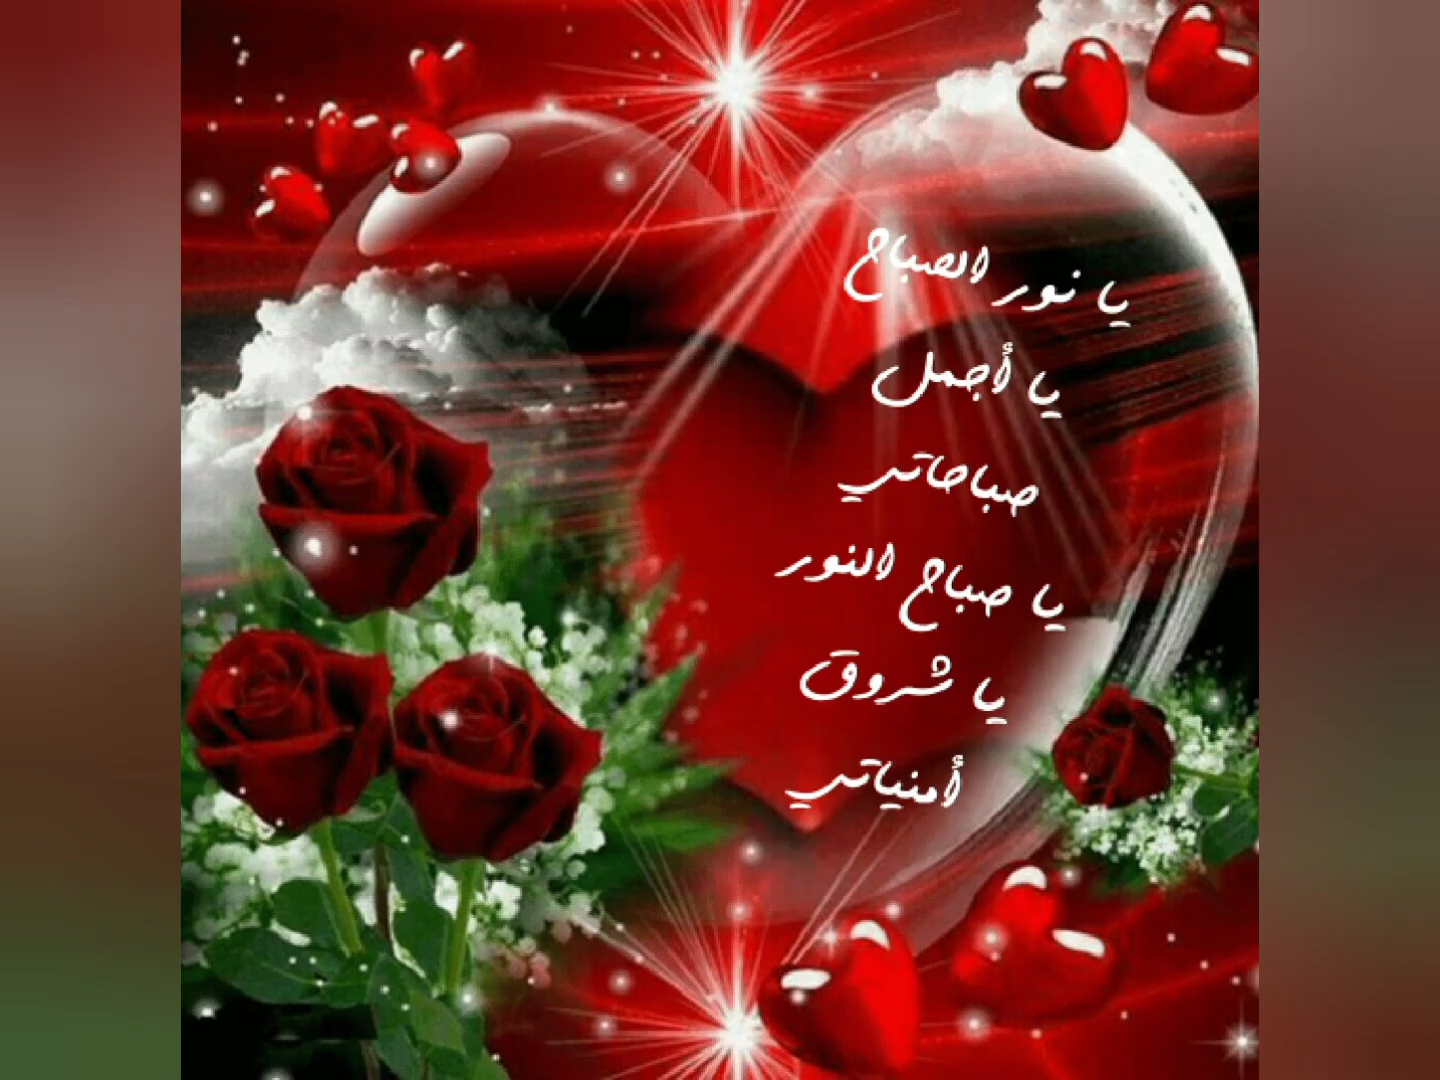 يا نور الصباح
يا أجمل
صباحاتي
يا صباح النور
يا شروق
أمنياتي